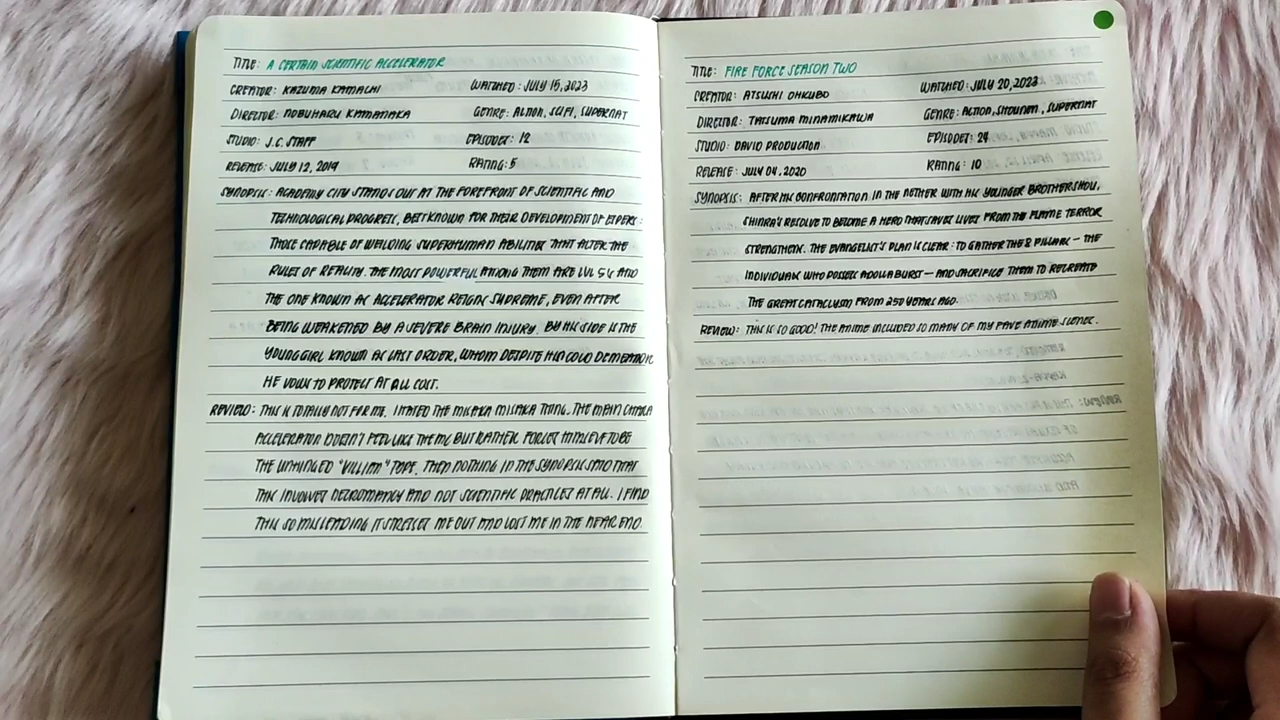 TITLE: A CERTAIN SCIENTIFIC ACCELERATOR
CREATOR: KAZUMA KAMACHI WATCHED: JULY 15, 2023
DIRECTOR: NOBUHARU KAMANAKA GENRE: ACTION, SCIFI, SUPERNAT
STUDIO: J.C. STAFF EPISODES: 12
RELEASE: JULY 12, 2019 RATING: 5
SYNOPSIS: ACADEMY CITY STANDS OUT AT THE FOREFRONT OF SCIENTIFIC AND
TECHNOLOGICAL PROGRESS, BEST KNOWN FOR THEIR DEVELOPMENT OF ESPERS:
THOSE CAPABLE OF WEILDING SUPERHUMAN ABILITIES THAT ALTER THE
RULES OF REALITY. THE MOST POWERFUL AMONG THEM ARE LVL 5'S AND
THE ONE KNOWN AS ACCELERATOR REIGNS SUPREME, EVEN AFTER
BEING WEAKENED BY A SEVERE BRAIN INJURY. BY HIS SIDE IS THE
YOUNG GIRL KNOWN AS LAST ORDER, WHOM DESPITE HIS COLD
HE VOWS TO PROTECT AT ALL COST.
REVIEW: THIS IS TOTALLY NOT FOR ME. I HATED THE MISAKA MISAKA THING. THE MAIN CHARA
ACCELERATOR DOESN'T FEEL LIKE THE MC BUT RATHER FORCES HIMSELF TO BE
THE UNHINGED "VILLIAN" TYPE. THEN NOTHING IN THE SYNOPSIS SAID THAT
THIS INVOLVES NECROMANCY AND NOT SCIENTIFIC PRACTICES AT ALL. I FIND
THIS SO MISLEADING IT STRESSES ME OUT AND LOST ME IN THE NEAR END.
TITLE: FIRE FORCE SEASON TWO
CREATOR: ATSUSHI OHKUBO WATCHED: JULY 20, 2023
DIRECTOR: TATSUMA MINAMIKAWA GENRE: ACTION, SHOUNEN, SUPERNAT
STUDIO: DAVID PRODUCTION EPISODES: 24
RELEASE: JULY 04, 2020 RATING: 10
SYNOPSIS: AFTER HIS CONFRONTATION IN THE NETHER WITH HIS YOUNGER BROTHER SHOU,
SHINRA'S RESOLVE TO BECOME A HERO THAT SAVES LIVES FROM THE FLAME TERROR
STRENGTHENS. THE EVANGELIST'S PLAN IS CLEAR: TO GATHER THE 8 PILLARS — THE
INDIVIDUALS WHO POSSESS ADOLLA BURST — AND SACRIFICE THEM TO RECREATE
THE GREAT CATACLYSM FROM 250 YEARS AGO.
REVIEW: THIS IS SO GOOD! THE ANIME INCLUDED SO MANY OF MY FAVE ANIME SCENES.